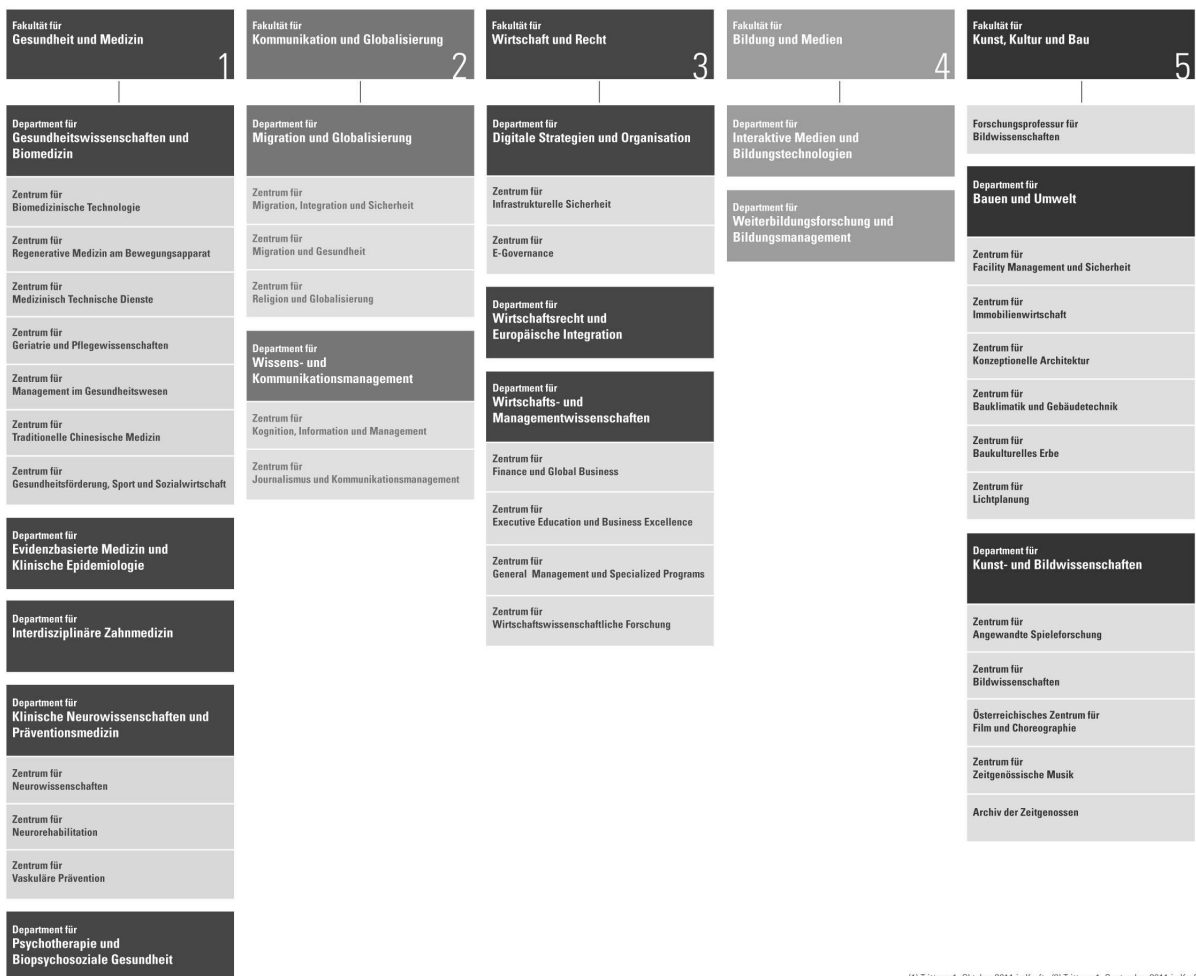 Fakultät für
Gesundheit und Medizin
1
Department für
Gesundheitswissenschaften und
Biomedizin
Zentrum für
Biomedizinische Technologie
Zentrum für
Regenerative Medizin am Bewegungsapparat
Zentrum für
Medizinisch Technische Dienste
Zentrum für
Geriatrie und Pflegewissenschaften
Zentrum für
Management im Gesundheitswesen
Zentrum für
Traditionelle Chinesische Medizin
Zentrum für
Gesundheitsförderung, Sport und Sozialwirtschaft
Department für
Evidenzbasierte Medizin und
Klinische Epidemiologie
Department für
Interdisziplinäre Zahnmedizin
Department für
Klinische Neurowissenschaften und
Präventionsmedizin
Zentrum für
Neurowissenschaften
Zentrum für
Neurorehabilitation
Zentrum für
Vaskuläre Prävention
Department für
Psychotherapie und
Biopsychosoziale Gesundheit
Fakultät für
Kommunikation und Globalisierung
2
Department für
Migration und Globalisierung
Zentrum für
Migration, Integration und Sicherheit
Zentrum für
Migration und Gesundheit
Zentrum für
Religion und Globalisierung
Department für
Wissens- und
Kommunikationsmanagement
Zentrum für
Kognition, Information und Management
Zentrum für
Journalismus und Kommunikationsmanagement
Fakultät für
Wirtschaft und Recht
3
Department für
Digitale Strategien und Organisation
Zentrum für
Infrastrukturelle Sicherheit
Zentrum für
E-Governance
Department für
Wirtschaftsrecht und
Europäische Integration
Department für
Wirtschafts- und
Managementwissenschaften
Zentrum für
Finance und Global Business
Zentrum für
Executive Education und Business Excellence
Zentrum für
General Management und Specialized Programs
Zentrum für
Wirtschaftswissenschaftliche Forschung
Fakultät für
Bildung und Medien
4
Department für
Interaktive Medien und
Bildungstechnologien
Department für
Weiterbildungsforschung und
Bildungsmanagement
Fakultät für
Kunst, Kultur und Bau
5
Forschungsprofessur für
Bildwissenschaften
Department für
Bauen und Umwelt
Zentrum für
Facility Management und Sicherheit
Zentrum für
Immobilienwirtschaft
Zentrum für
Konzeptionelle Architektur
Zentrum für
Bauklimatik und Gebäudetechnik
Zentrum für
Baukulturelles Erbe
Zentrum für
Lichtplanung
Department für
Kunst- und Bildwissenschaften
Zentrum für
Angewandte Spieleforschung
Zentrum für
Bildwissenschaften
Österreichisches Zentrum für
Film und Choreographie
Zentrum für
Zeitgenössische Musik
Archiv der Zeitgenossen